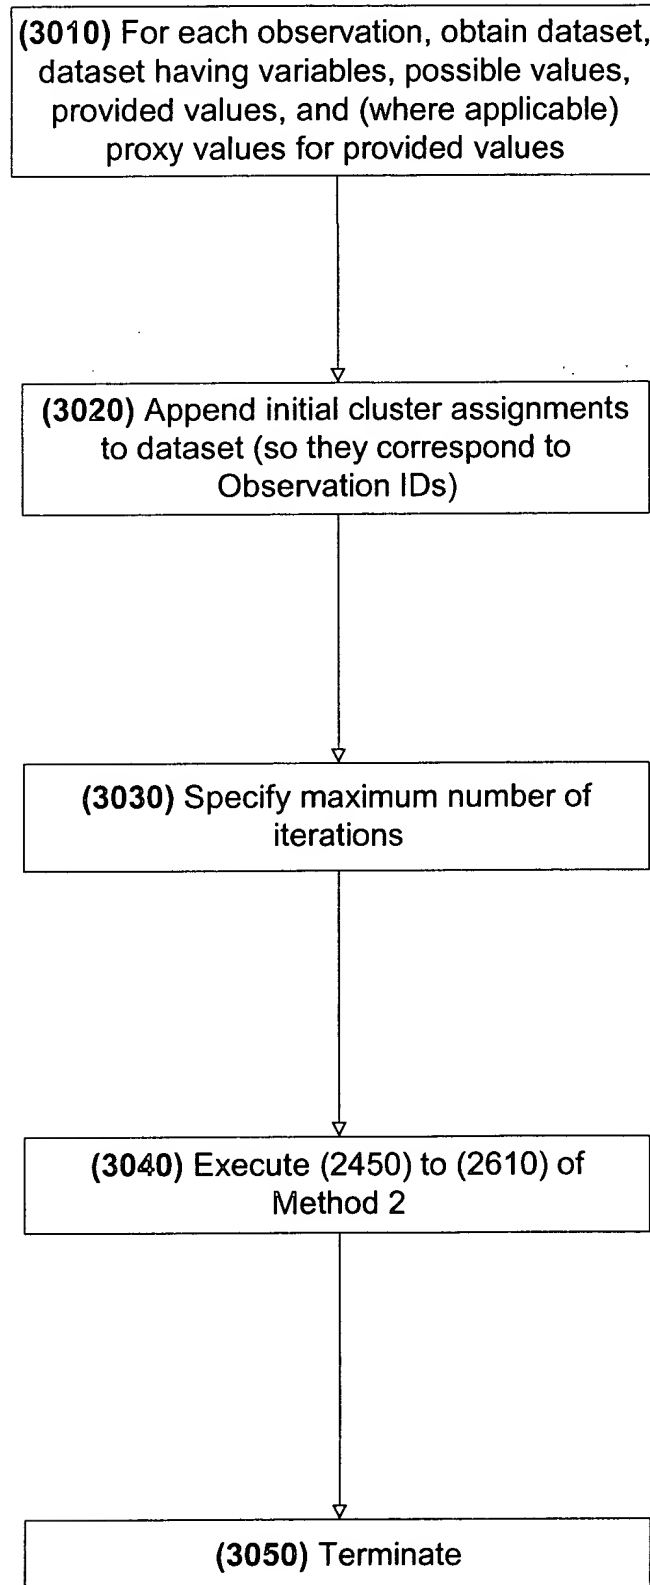 (3010) For each observation, obtain dataset,
dataset having variables, possible values,
provided values, and (where applicable)
proxy values for provided values
(3020) Append initial cluster assignments
to dataset (so they correspond to
Observation IDs)
(3030) Specify maximum number of
iterations
(3040) Execute (2450) to (2610) of
Method 2
(3050) Terminate